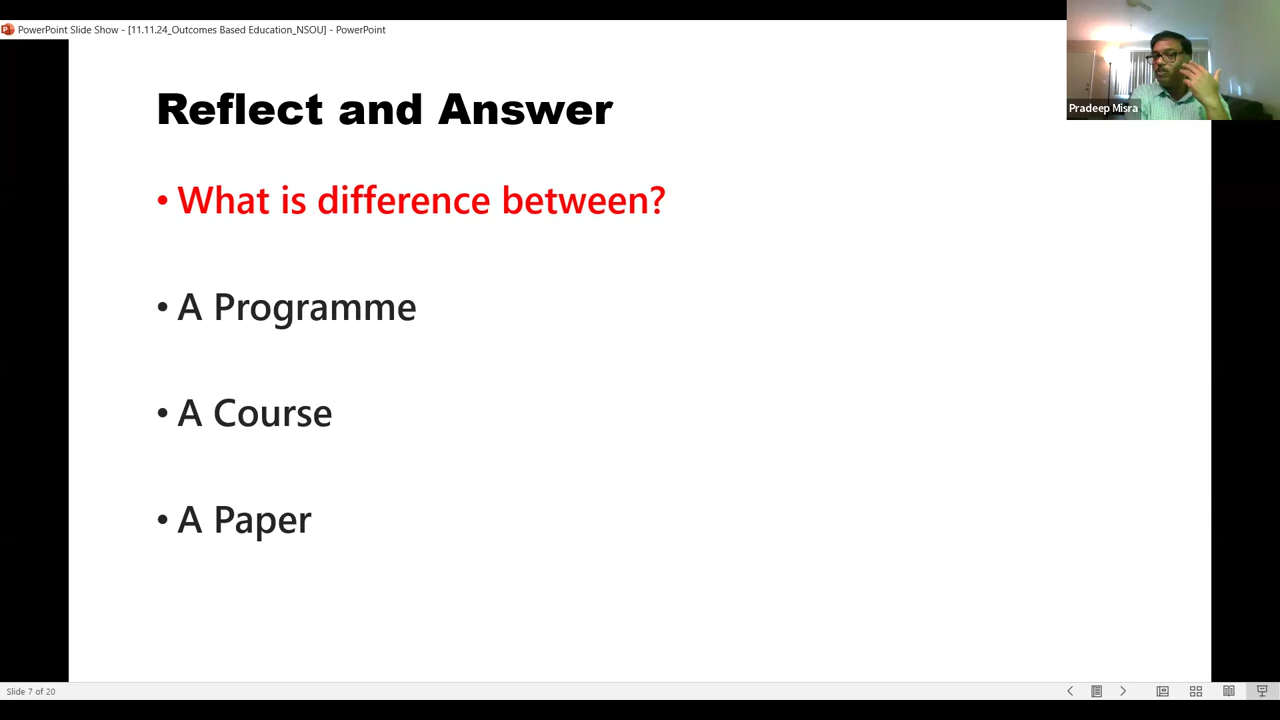 PowerPoint Slide Show - [11.11.24_Outcomes Based Education_NSOU] - PowerPoint
Pradeep Misra
Reflect and Answer
• What is difference between?
• A Programme
• A Course
• A Paper
Slide 7 of 20